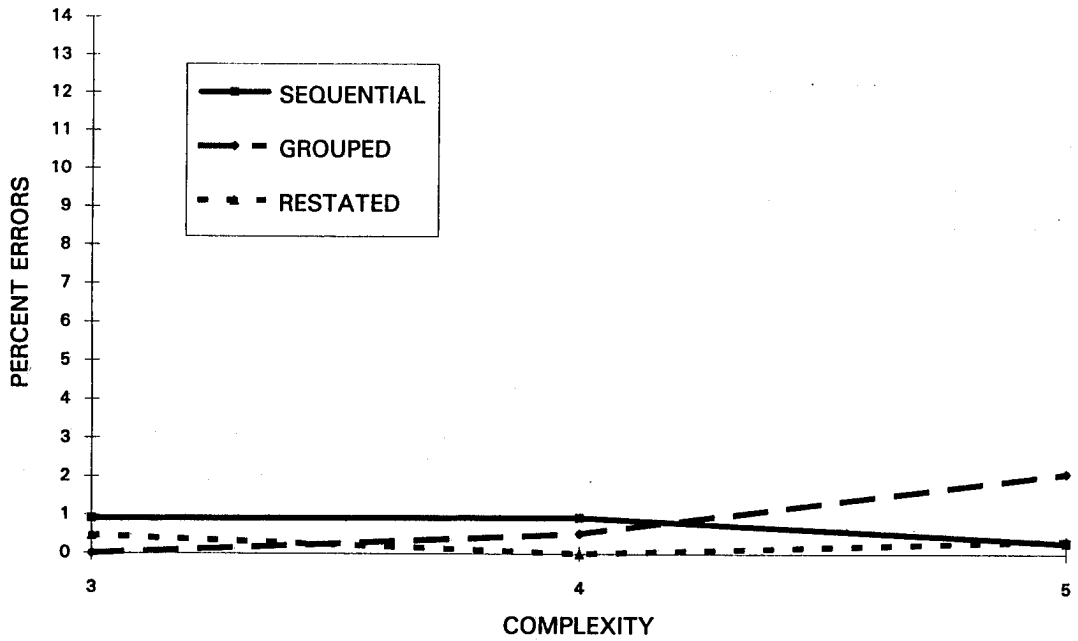 14
13
12
11
10
9
8
7
6
5
4
3
2
1
0
PERCENT ERRORS
SEQUENTIAL
GROUPED
RESTATED
3 4 5
COMPLEXITY